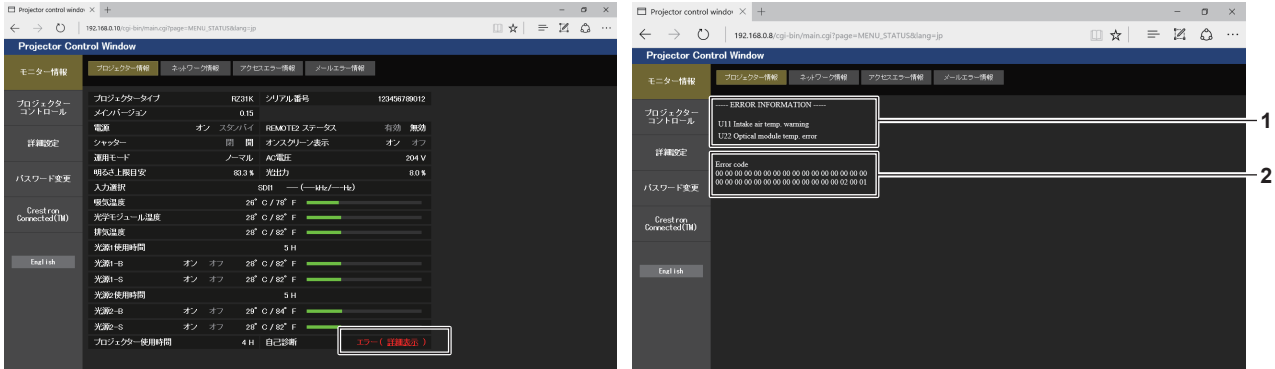 Projector control window
192.168.0.10/cgi-bin/main.cgi?page=MENU_STATUS&lang=jp
Projector Control Window
モニター情報
プロジェクター
コントロール
詳細設定
パスワード変更
Crestron
Connected(TM)
English
プロジェクター情報 ネットワーク情報 アクセスエラー情報 メールエラー情報
プロジェクタータイプ RZ31K シリアル番号 123456789012
メインバージョン 0.15
電源 オン スタンバイ REMOTE2 ステータス 有効 無効
シャッター 閉 開 オンスクリーン表示 オン オフ
運用モード ノーマル AC電圧 204 V
明るさ上限目安 83.3 % 光出力 8.0 %
入力選択 SDI1 ---- (----kHz/----Hz)
吸気温度 26° C / 78° F
光学モジュール温度 28° C / 82° F
排気温度 28° C / 82° F
光源1使用時間 5 H
光源1-B オン オフ 28° C / 82° F
光源1-S オン オフ 28° C / 82° F
光源2使用時間 5 H
光源2-B オン オフ 29° C / 84° F
光源2-S オン オフ 28° C / 82° F
プロジェクター使用時間 4 H 自己診断 エラー ( 詳細表示 )
Projector control window
192.168.0.8/cgi-bin/main.cgi?page=MENU_STATUS&lang=jp
Projector Control Window
モニター情報
プロジェクター
コントロール
詳細設定
パスワード変更
Crestron
Connected(TM)
English
プロジェクター情報 ネットワーク情報 アクセスエラー情報 メールエラー情報
----- ERROR INFORMATION -----
U11 Intake air temp. warning
U22 Optical module temp. error
1
Error code
00 00 00 00 00 00 00 00 00 00 00 00 00 00 00 00
00 00 00 00 00 00 00 00 00 00 00 00 00 02 00 01
2